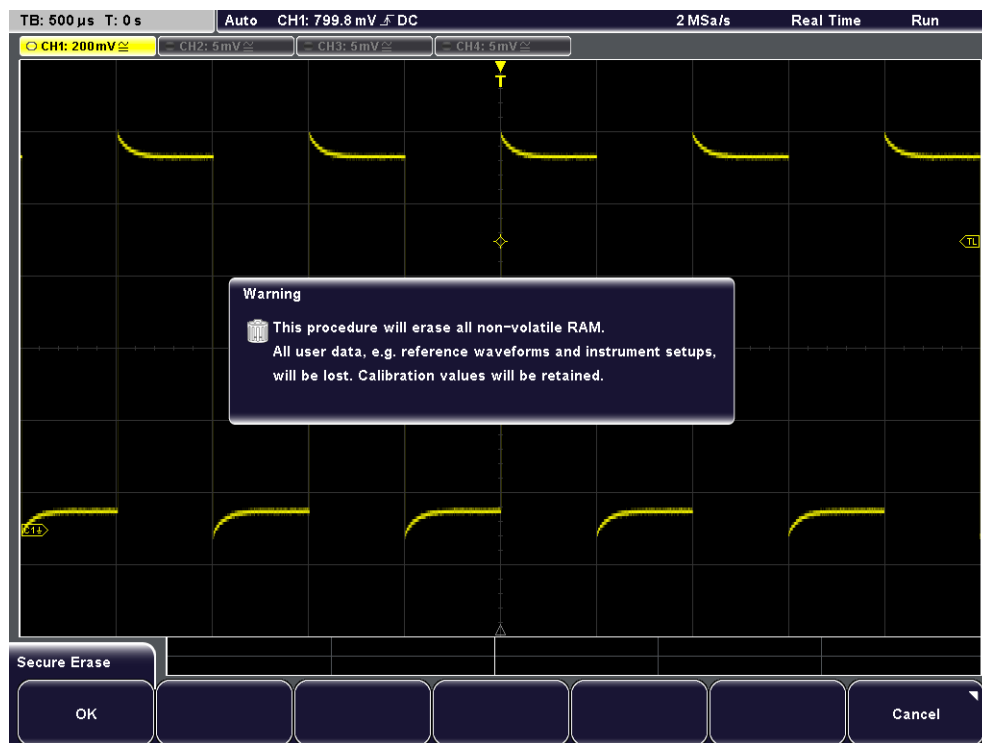 TB: 500 µs T: 0 s Auto CH1: 799.8 mV DC 2 MSa/s Real Time Run
CH1: 200mV≅ CH2: 5mV≅ CH3: 5mV≅ CH4: 5mV≅
T
TL
Warning
This procedure will erase all non-volatile RAM.
All user data, e.g. reference waveforms and instrument setups,
will be lost. Calibration values will be retained.
C1
Secure Erase
OK Cancel